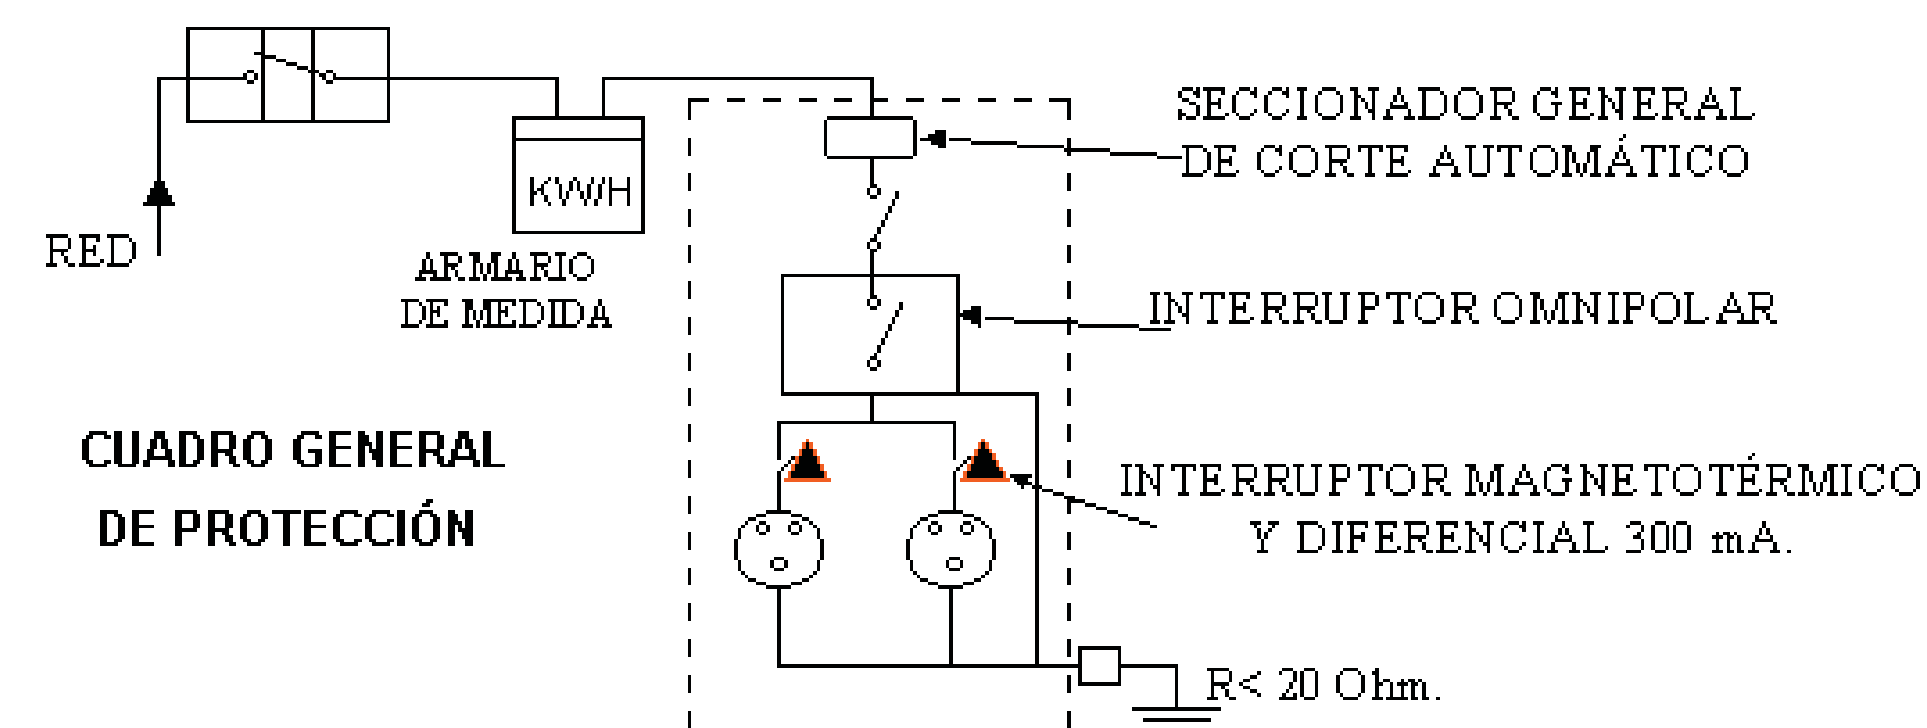 SECCIONADOR GENERAL
DE CORTE AUTOMÁTICO
KWH
RED
ARMARIO
DE MEDIDA
INTERRUPTOR OMNIPOLAR
CUADRO GENERAL
DE PROTECCIÓN
INTERRUPTOR MAGNETOTÉRMICO
Y DIFERENCIAL 300 mA.
R< 20 Ohm.